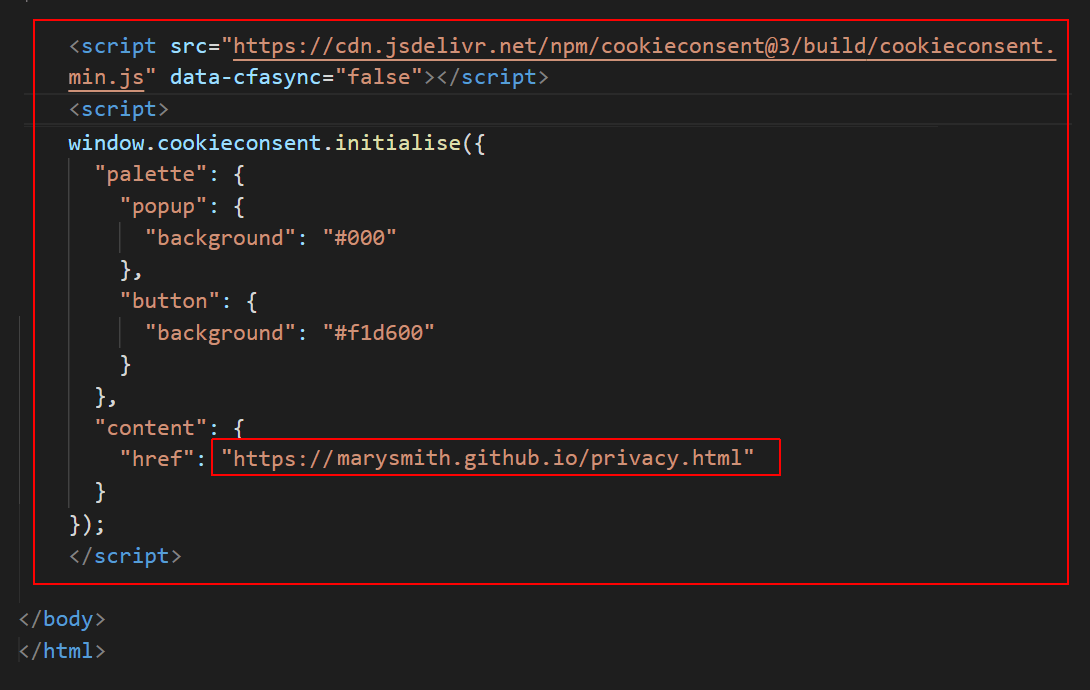 <script src="https://cdn.jsdelivr.net/npm/cookieconsent@3/build/cookieconsent.
min.js" data-cfasync="false"></script>
<script>
window.cookieconsent.initialise({
  "palette": {
    "popup": {
      "background": "#000"
    },
    "button": {
      "background": "#f1d600"
    }
  },
  "content": {
    "href": "https://marysmith.github.io/privacy.html"
  }
});
</script>
</body>
</html>